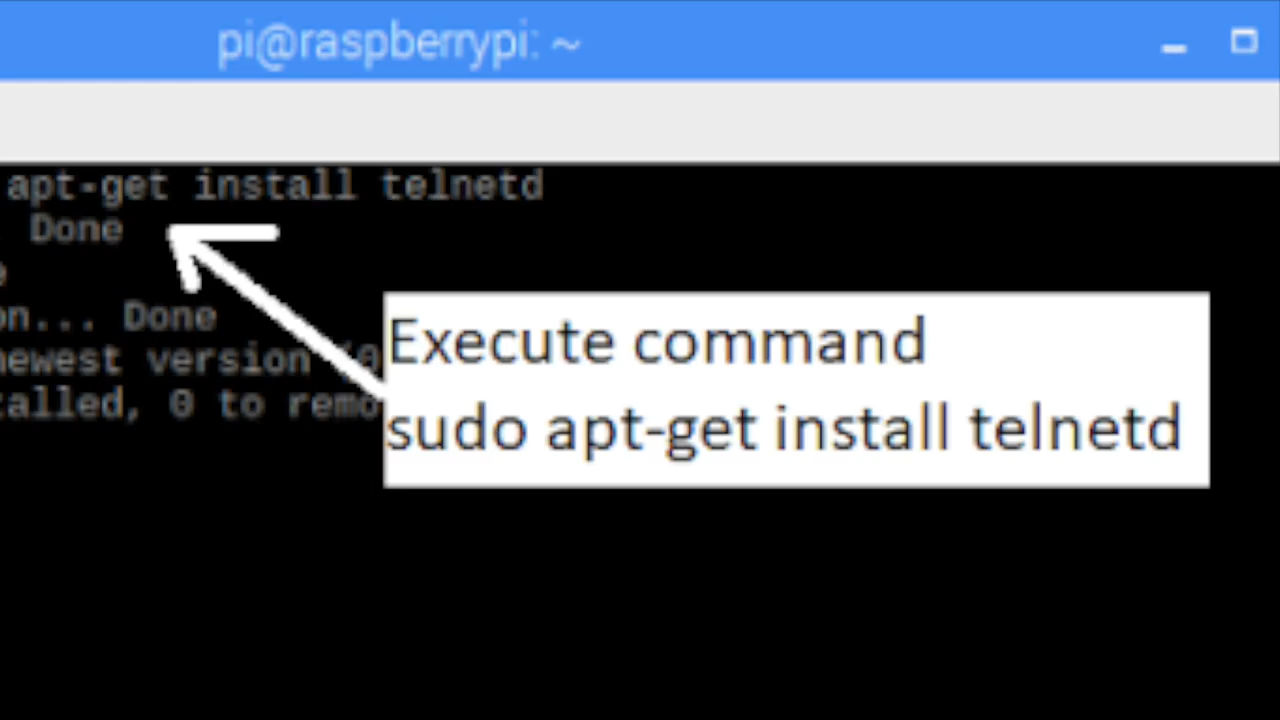 pi@raspberrypi: ~
apt-get install telnetd
Done
on... Done
newest version
talled, 0 to remo
Execute command
sudo apt-get install telnetd